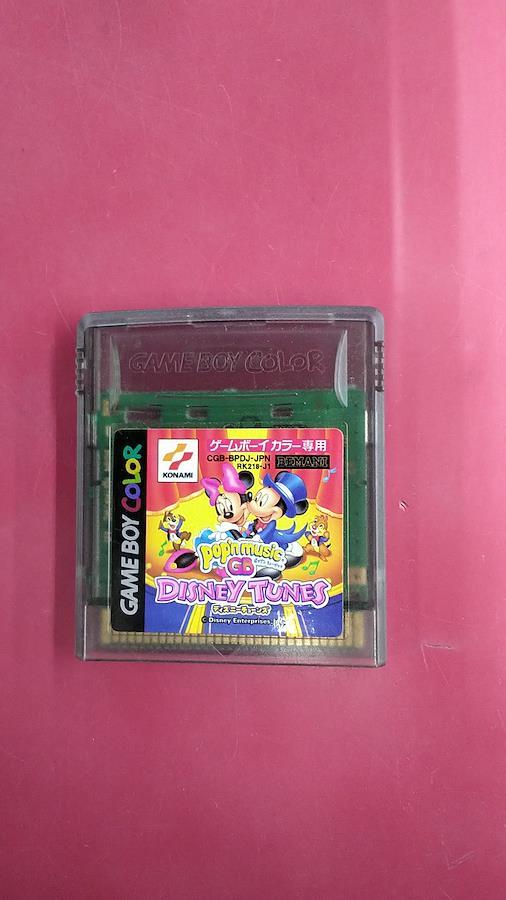 GAME BOY COLOR
GAME BOY COLOR
KONAMI
ゲームボーイ カラー専用
CGB-BPDJ-JPN
RK218-J1
BEMANI
pop'n music
GB
DISNEY TUNES
ディズニーチューンズ
© Disney Enterprises,